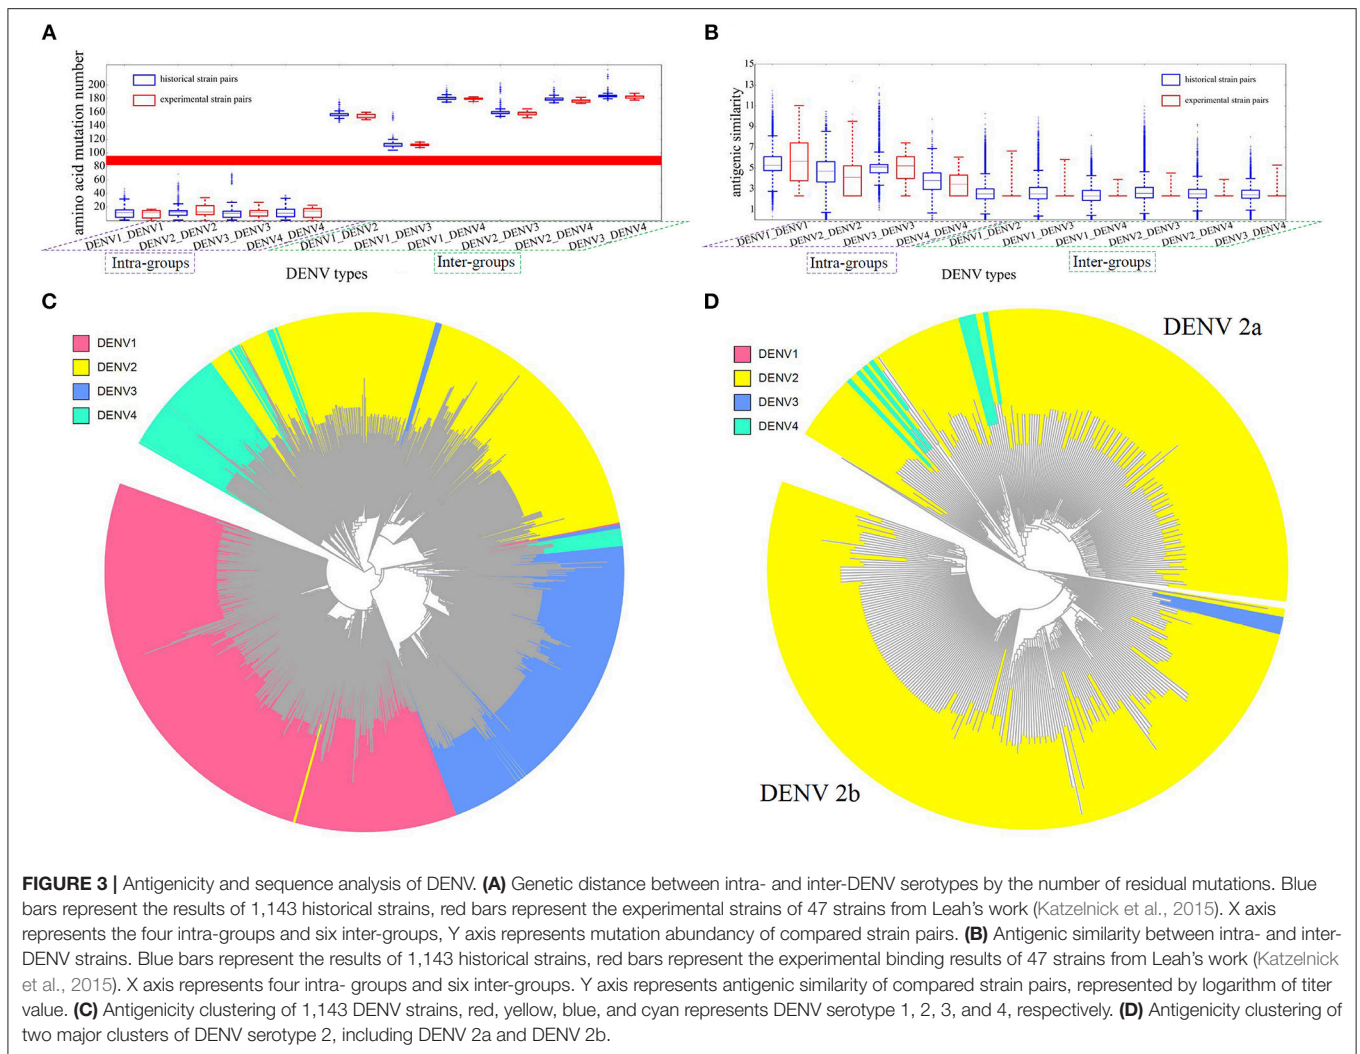 A
amino acid mutation number
200
180
160
140
120
100
80
60
40
20
historical strain pairs
experimental strain pairs
DENV1_DENV1
DENV2_DENV2
DENV3_DENV3
DENV4_DENV4
DENV1_DENV2
DENV1_DENV3
DENV1_DENV4
DENV2_DENV3
DENV2_DENV4
DENV3_DENV4
Intra-groups
Inter-groups
DENV types
B
antigenic similarity
15
13
11
9
7
5
3
1
historical strain pairs
experimental strain pairs
DENV1_DENV1
DENV2_DENV2
DENV3_DENV3
DENV4_DENV4
DENV1_DENV2
DENV1_DENV3
DENV1_DENV4
DENV2_DENV3
DENV2_DENV4
DENV3_DENV4
Intra-groups
Inter-groups
DENV types
C
DENV1
DENV2
DENV3
DENV4
D
DENV1
DENV2
DENV3
DENV4
DENV 2a
DENV 2b
FIGURE 3 | Antigenicity and sequence analysis of DENV. (A) Genetic distance between intra- and inter-DENV serotypes by the number of residual mutations. Blue
bars represent the results of 1,143 historical strains, red bars represent the experimental strains of 47 strains from Leah's work (Katzelnick et al., 2015). X axis
represents the four intra-groups and six inter-groups, Y axis represents mutation abundancy of compared strain pairs. (B) Antigenic similarity between intra- and inter-
DENV strains. Blue bars represent the results of 1,143 historical strains, red bars represent the experimental binding results of 47 strains from Leah's work (Katzelnick
et al., 2015). X axis represents four intra- groups and six inter-groups. Y axis represents antigenic similarity of compared strain pairs, represented by logarithm of titer
value. (C) Antigenicity clustering of 1,143 DENV strains, red, yellow, blue, and cyan represents DENV serotype 1, 2, 3, and 4, respectively. (D) Antigenicity clustering of
two major clusters of DENV serotype 2, including DENV 2a and DENV 2b.